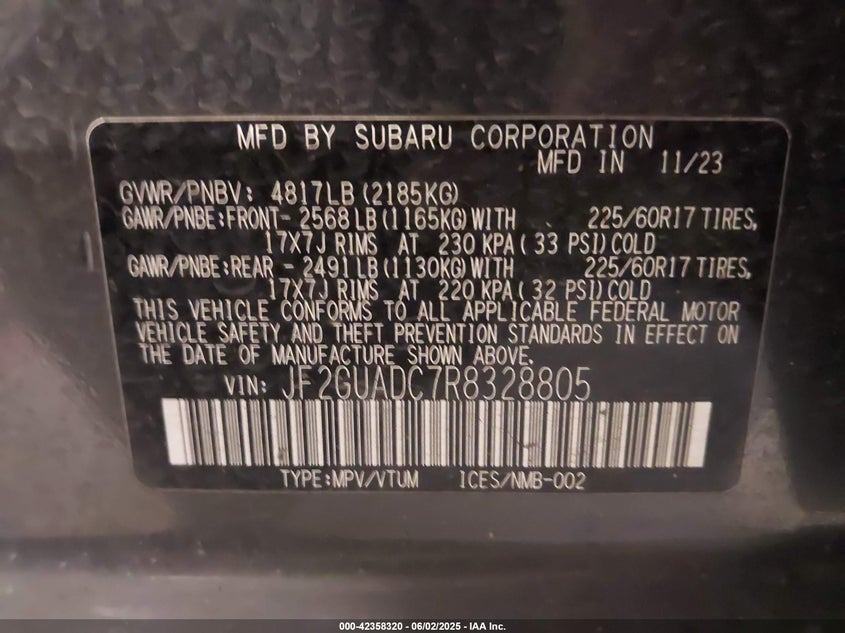 MFD BY SUBARU CORPORATION
MFD IN 11/23
GVWR/PNBV: 4817LB (2185KG)
GAWR/PNBE:FRONT- 2568LB (1165KG) WITH 225/60R17 TIRES,
17X7J RIMS AT 230 KPA ( 33 PSI) COLD
GAWR/PNBE:REAR - 2491LB (1130KG) WITH 225/60R17 TIRES,
17X7J RIMS AT 220 KPA ( 32 PSI) COLD
THIS VEHICLE CONFORMS TO ALL APPLICABLE FEDERAL MOTOR
VEHICLE SAFETY AND THEFT PREVENTION STANDARDS IN EFFECT ON
THE DATE OF MANUFACTURE SHOWN ABOVE.
VIN: JF2GUADC7R8328805
TYPE:MPV/VTUM ICES/NMB-002
000-42358320 - 06/02/2025 - IAA Inc.